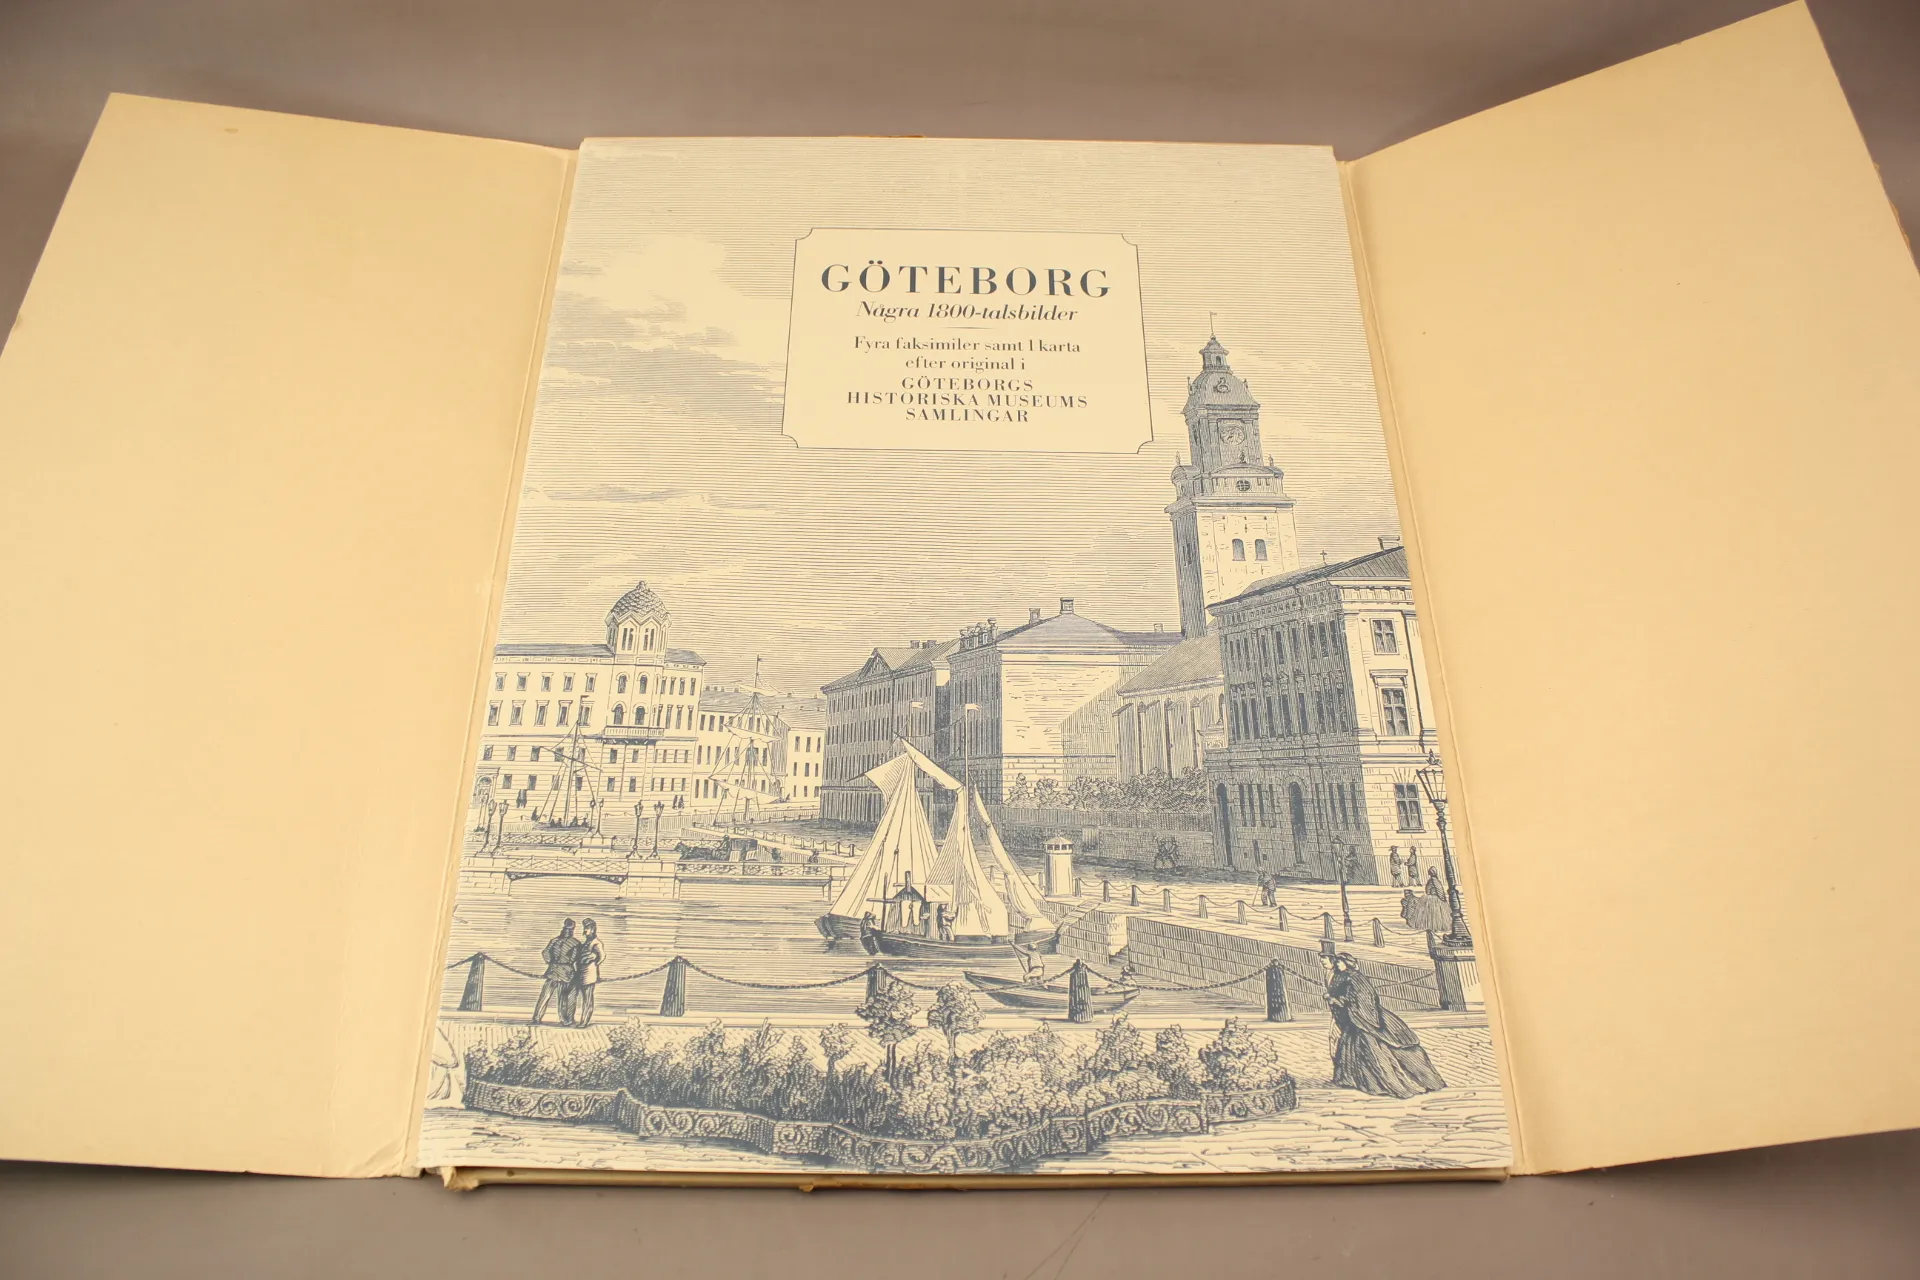 GÖTEBORG
Några 1800-talsbilder
Fyra faksimiler samt 1 karta
efter original i
GÖTEBORGS
HISTORISKA MUSEUMS
SAMLINGAR